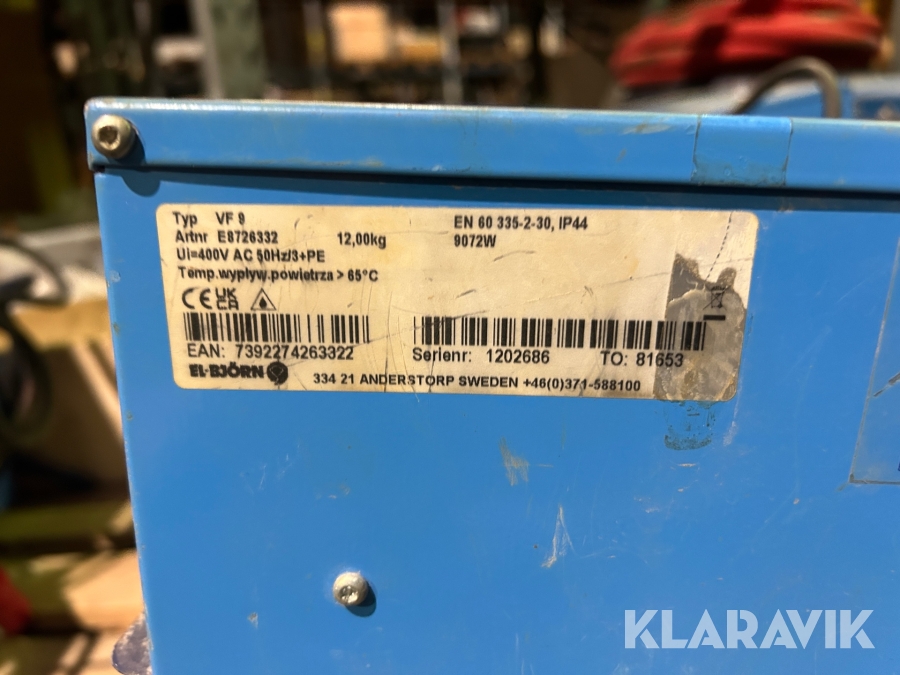 Typ VF 9 EN 60 335-2-30, IP44
Artnr E8726332 12,00kg 9072W
Ui=400V AC 50Hz/3+PE
Temp.wypływ.powietrza > 65°C
CE UKCA
EAN: 7392274263322 Serienr: 1202686 TO: 81653
EL-BJÖRN 334 21 ANDERSTORP SWEDEN +46(0)371-588100
KLARAVIK